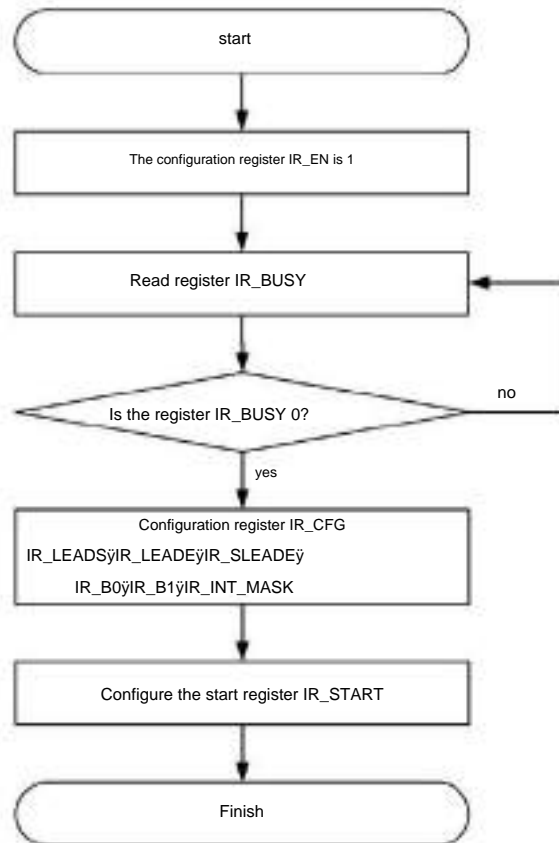 start
The configuration register IR_EN is 1
Read register IR_BUSY
Is the register IR_BUSY 0?
no
yes
Configuration register IR_CFG
IR_LEADSÿIR_LEADEÿIR_SLEADEÿ
IR_B0ÿIR_B1ÿIR_INT_MASK
Configure the start register IR_START
Finish